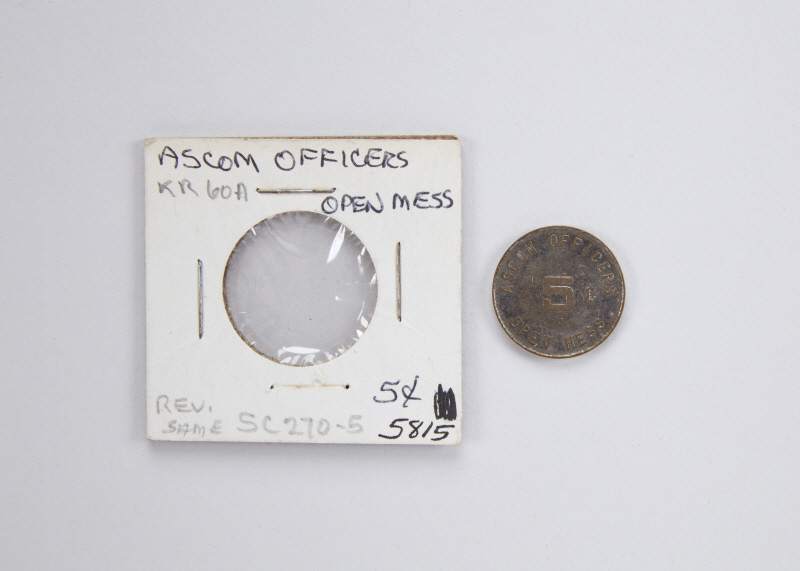 ASCOM OFFICERS
KR 60A
OPEN MESS
5¢
REV.
SAME SC270-5 5815
ASCOM OFFICERS
5 ¢
OPEN MESS